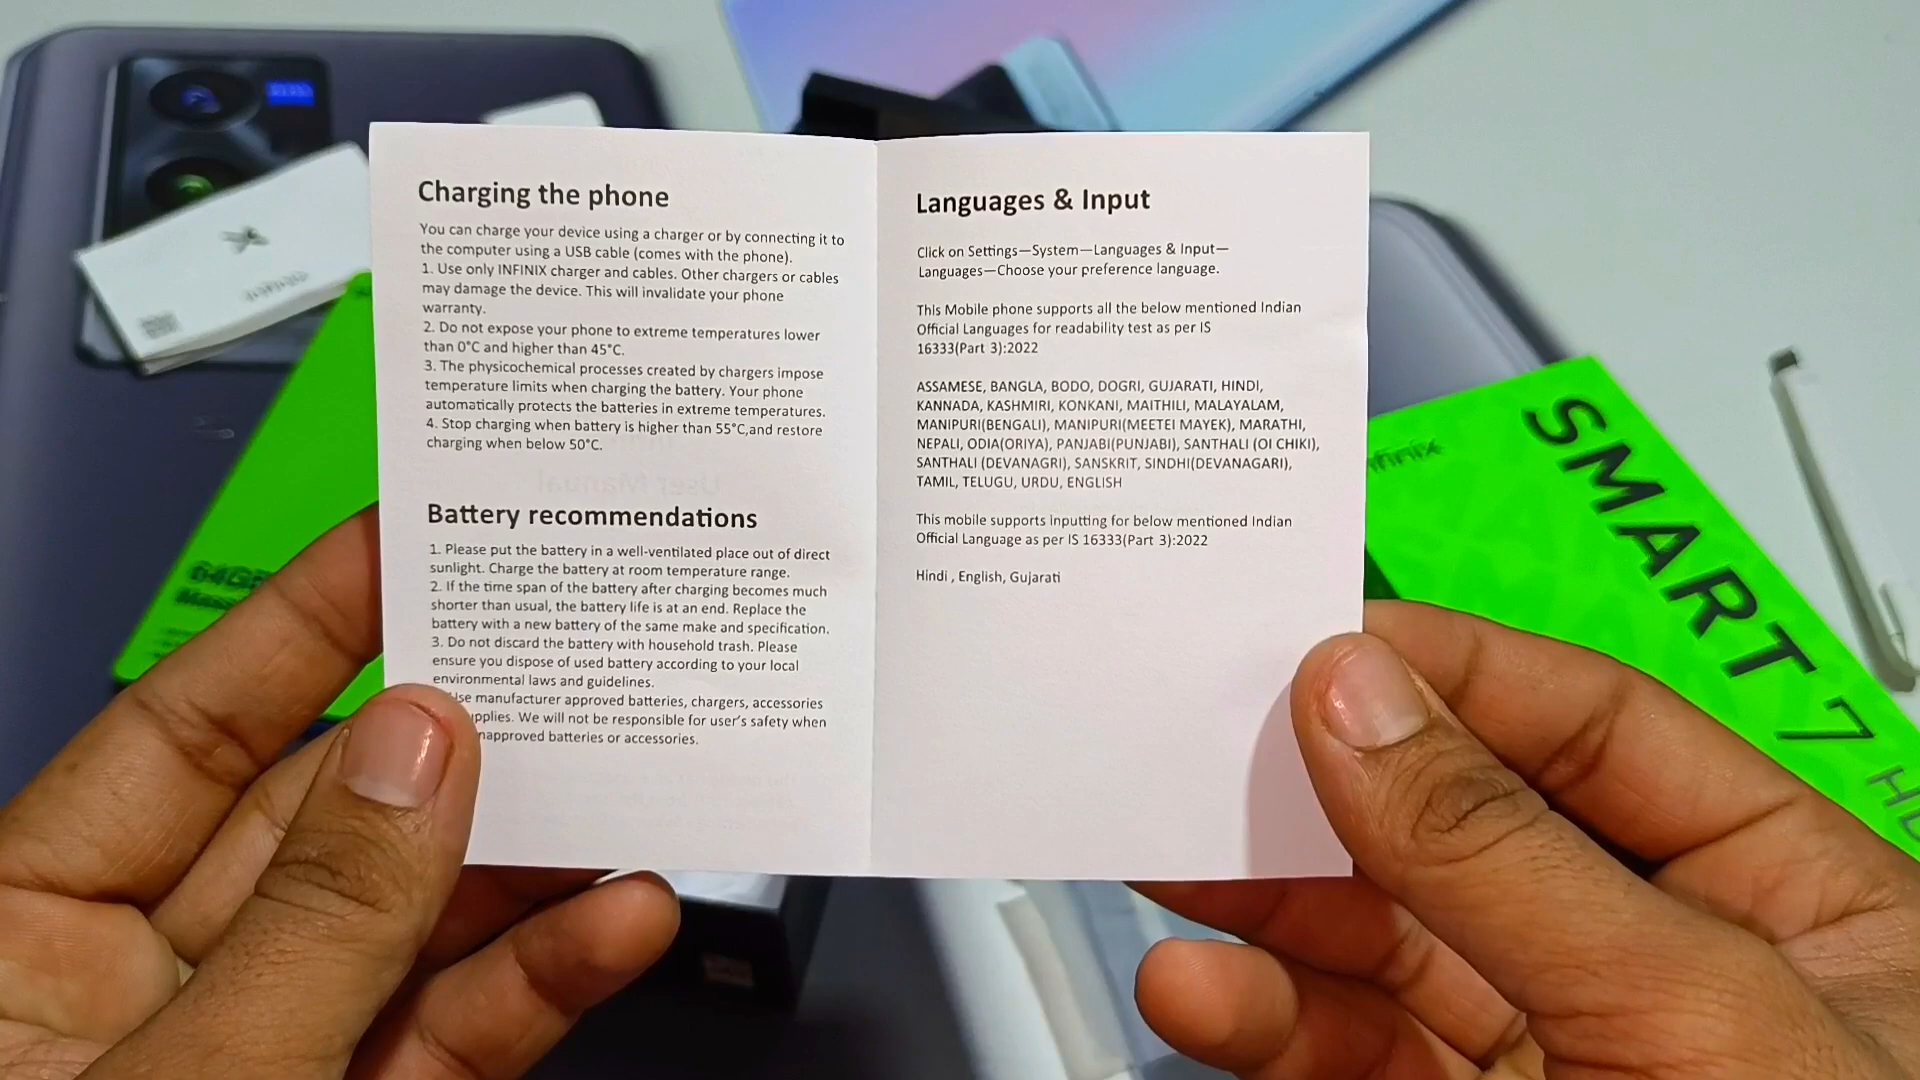 Charging the phone
You can charge your device using a charger or by connecting it to
the computer using a USB cable (comes with the phone).
1. Use only INFINIX charger and cables. Other chargers or cables
may damage the device. This will invalidate your phone
warranty.
2. Do not expose your phone to extreme temperatures lower
than 0°C and higher than 45°C.
3. The physicochemical processes created by chargers impose
temperature limits when charging the battery. Your phone
automatically protects the batteries in extreme temperatures.
4. Stop charging when battery is higher than 55°C,and restore
charging when below 50°C.
Battery recommendations
1. Please put the battery in a well-ventilated place out of direct
sunlight. Charge the battery at room temperature range.
2. If the time span of the battery after charging becomes much
shorter than usual, the battery life is at an end. Replace the
battery with a new battery of the same make and specification.
3. Do not discard the battery with household trash. Please
ensure you dispose of used battery according to your local
environmental laws and guidelines.
manufacturer approved batteries, chargers, accessories
We will not be responsible for user's safety when
batteries or accessories.
Languages & Input
Click on Settings—System—Languages & Input—
Languages—Choose your preference language.
This Mobile phone supports all the below mentioned Indian
Official Languages for readability test as per IS
16333(Part 3):2022
ASSAMESE, BANGLA, BODO, DOGRI, GUJARATI, HINDI,
KANNADA, KASHMIRI, KONKANI, MAITHILI, MALAYALAM,
MANIPURI(BENGALI), MANIPURI(MEETEI MAYEK), MARATHI,
NEPALI, ODIA(ORIYA), PANJABI(PUNJABI), SANTHALI (OI CHIKI),
SANTHALI (DEVANAGRI), SANSKRIT, SINDHI(DEVANAGARI),
TAMIL, TELUGU, URDU, ENGLISH
This mobile supports inputting for below mentioned Indian
Official Language as per IS 16333(Part 3):2022
Hindi , English, Gujarati
SMART 7